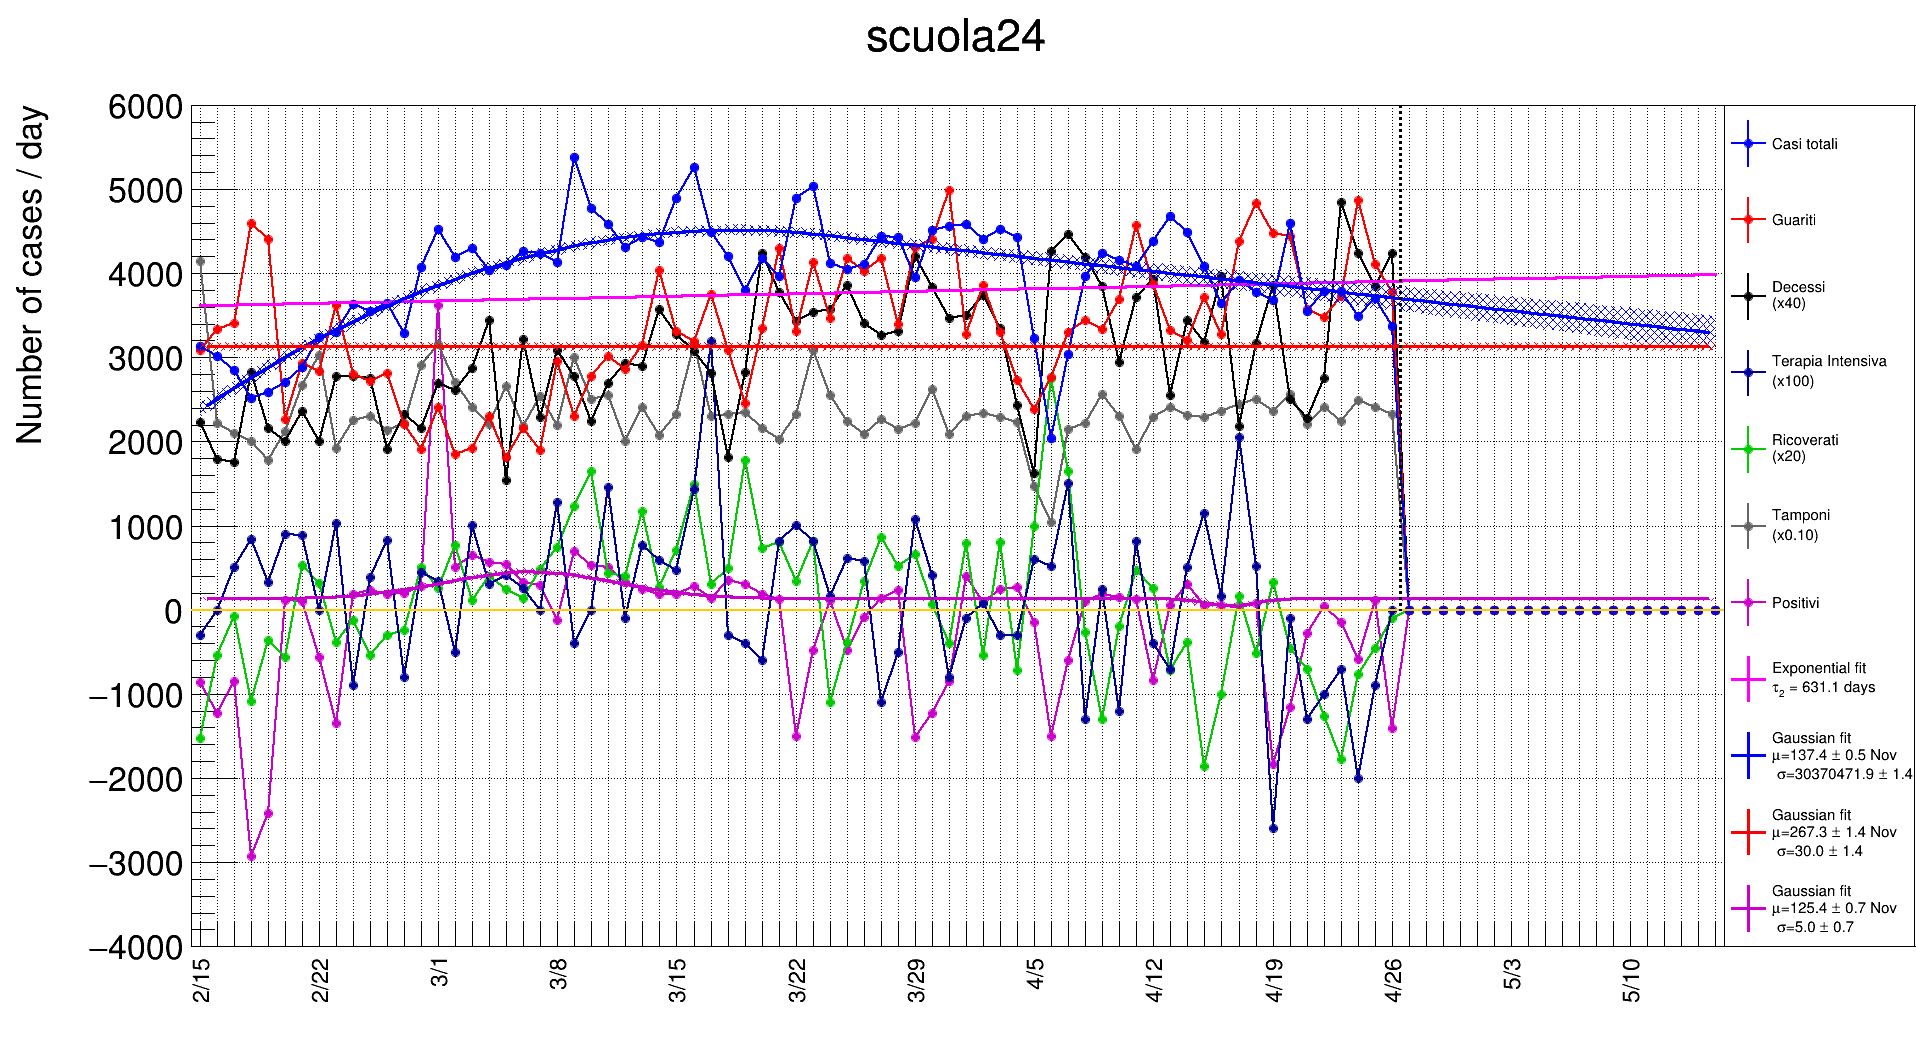 scuola24
Number of cases / day
6000
5000
4000
3000
2000
1000
0
−1000
−2000
−3000
−4000
2/15
2/22
3/1
3/8
3/15
3/22
3/29
4/5
4/12
4/19
4/26
5/3
5/10
Casi totali
Guariti
Decessi
(x40)
Terapia Intensiva
(x100)
Ricoverati
(x20)
Tamponi
(x0.10)
Positivi
Exponential fit
τ2 = 631.1 days
Gaussian fit
μ=137.4 ± 0.5 Nov
σ=30370471.9 ± 1.4
Gaussian fit
μ=267.3 ± 1.4 Nov
σ=30.0 ± 1.4
Gaussian fit
μ=125.4 ± 0.7 Nov
σ=5.0 ± 0.7